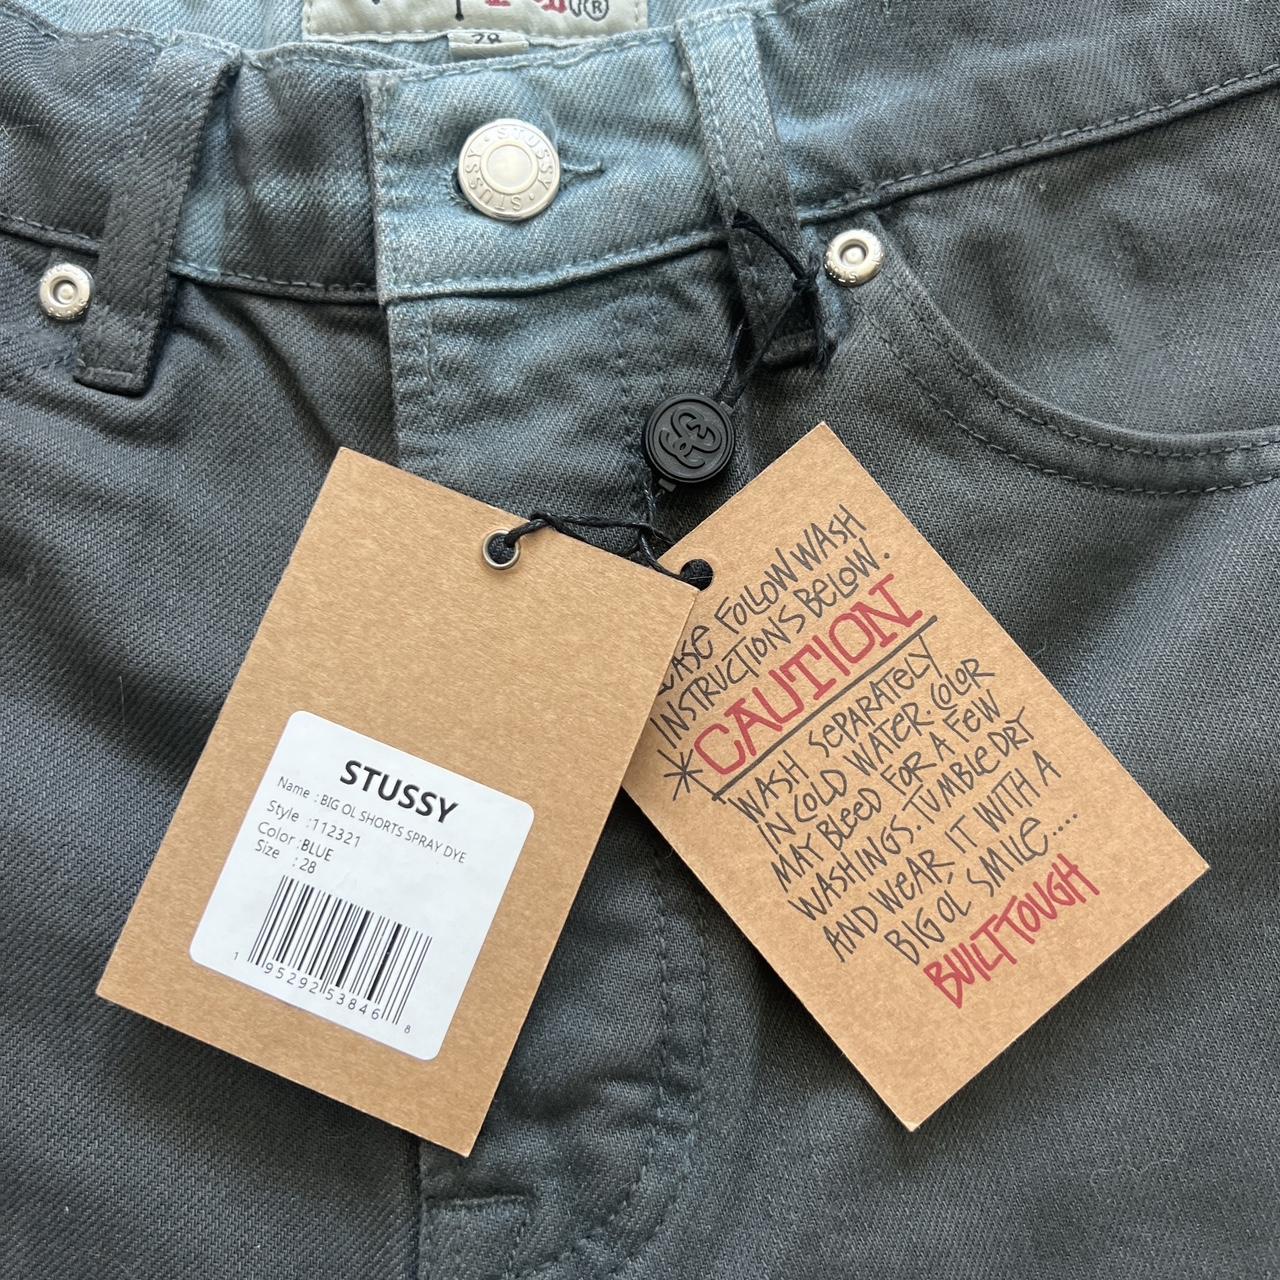 28
STUSSY · STUSSY · STUSSY
STUSSY
Name : BIG OL SHORTS SPRAY DYE
Style : 112321
Color : BLUE
Size : 28
1 95292 53846 8
FOLLOW WASH
INSTRUCTIONS BELOW.
*CAUTION
WASH SEPARATELY
IN COLD WATER. COLOR
MAY BLEED FOR A FEW
WASHINGS. TUMBLE DRY
AND WEAR IT WITH A
BIG OL SMILE....
BUILT TOUGH